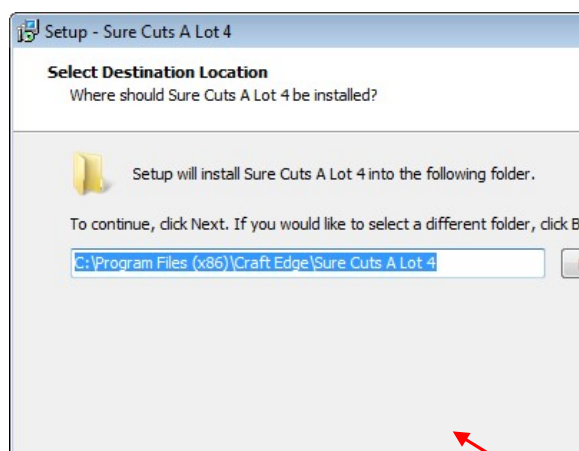 Setup - Sure Cuts A Lot 4
Select Destination Location
Where should Sure Cuts A Lot 4 be installed?
Setup will install Sure Cuts A Lot 4 into the following folder.
To continue, click Next. If you would like to select a different folder, click B
C:\Program Files (x86)\Craft Edge\Sure Cuts A Lot 4